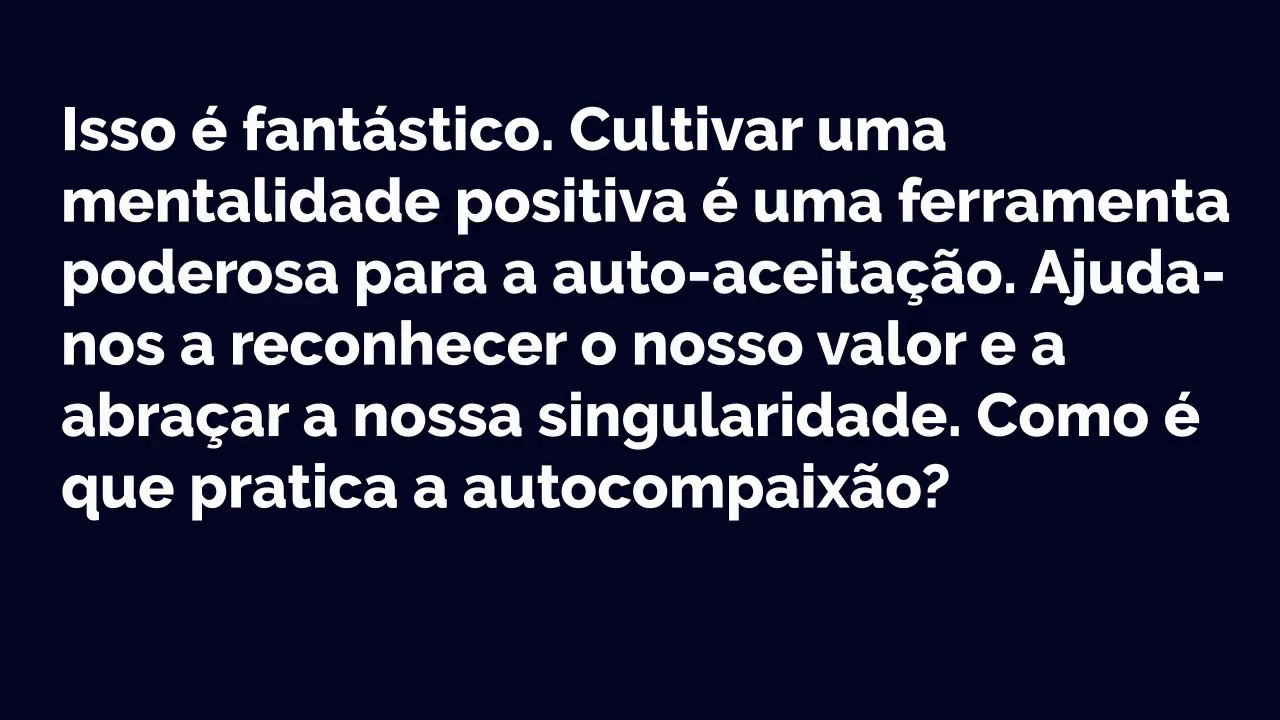 Isso é fantástico. Cultivar uma
mentalidade positiva é uma ferramenta
poderosa para a auto-aceitação. Ajuda-
nos a reconhecer o nosso valor e a
abraçar a nossa singularidade. Como é
que pratica a autocompaixão?